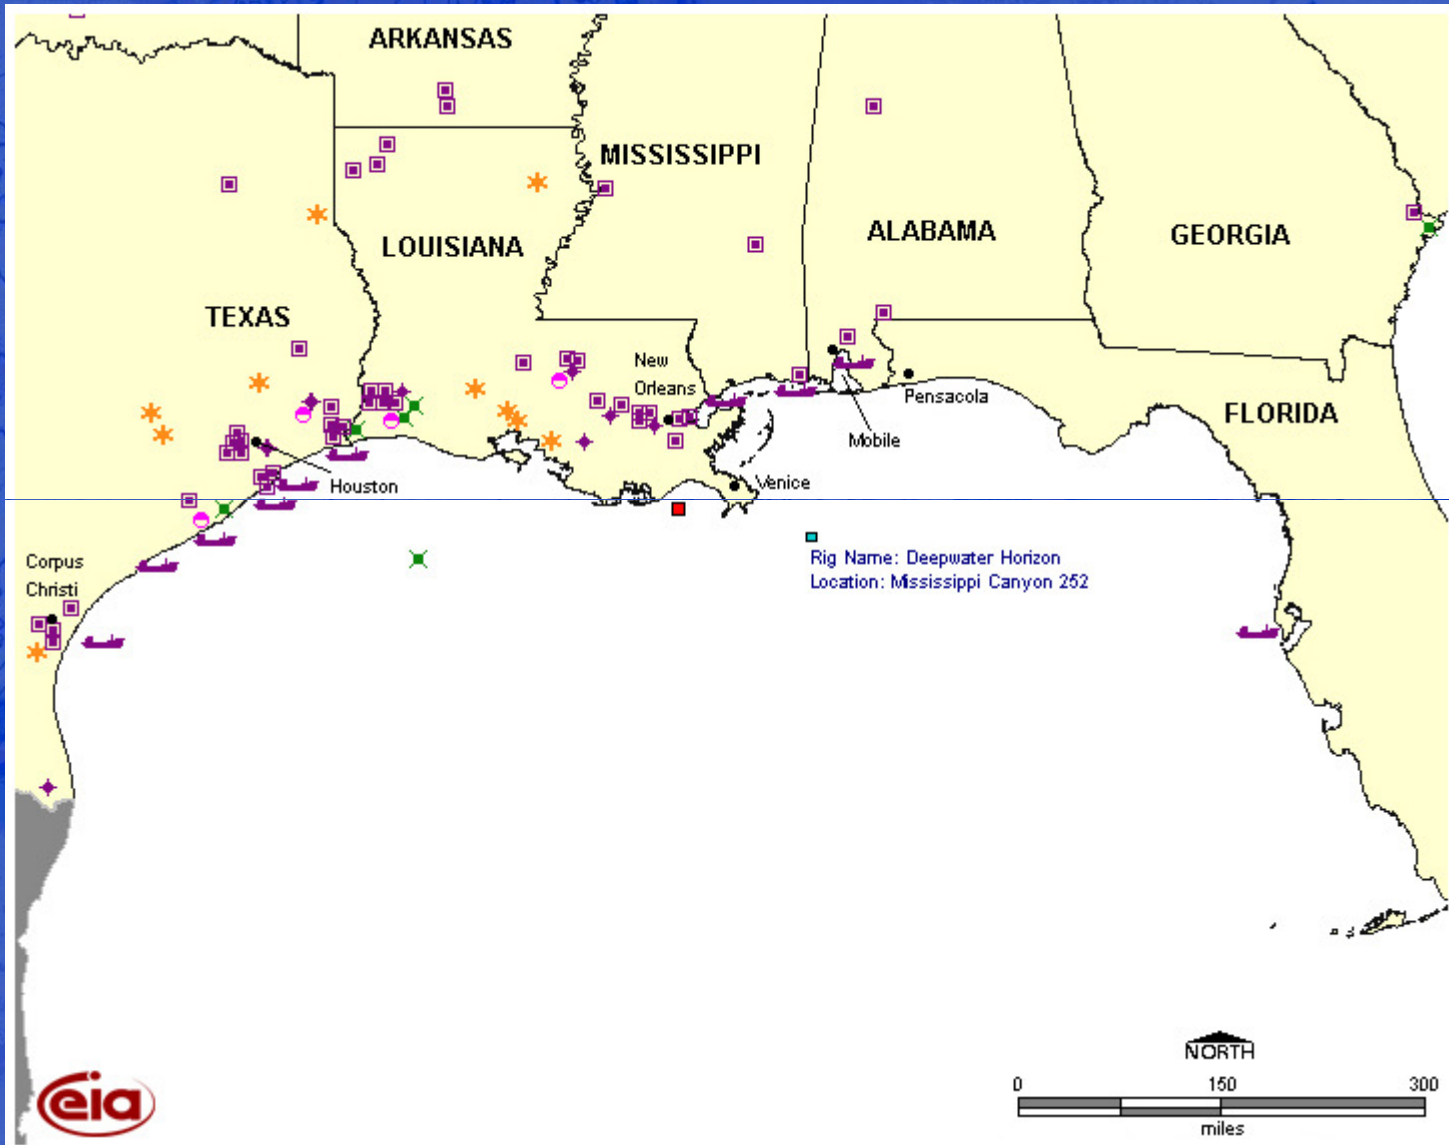 ARKANSAS
MISSISSIPPI
LOUISIANA
ALABAMA
GEORGIA
TEXAS
New
Orleans
Pensacola
FLORIDA
Mobile
Houston
Venice
Corpus
Christi
Rig Name: Deepwater Horizon
Location: Mississippi Canyon 252
NORTH
0 150 300
miles
eia